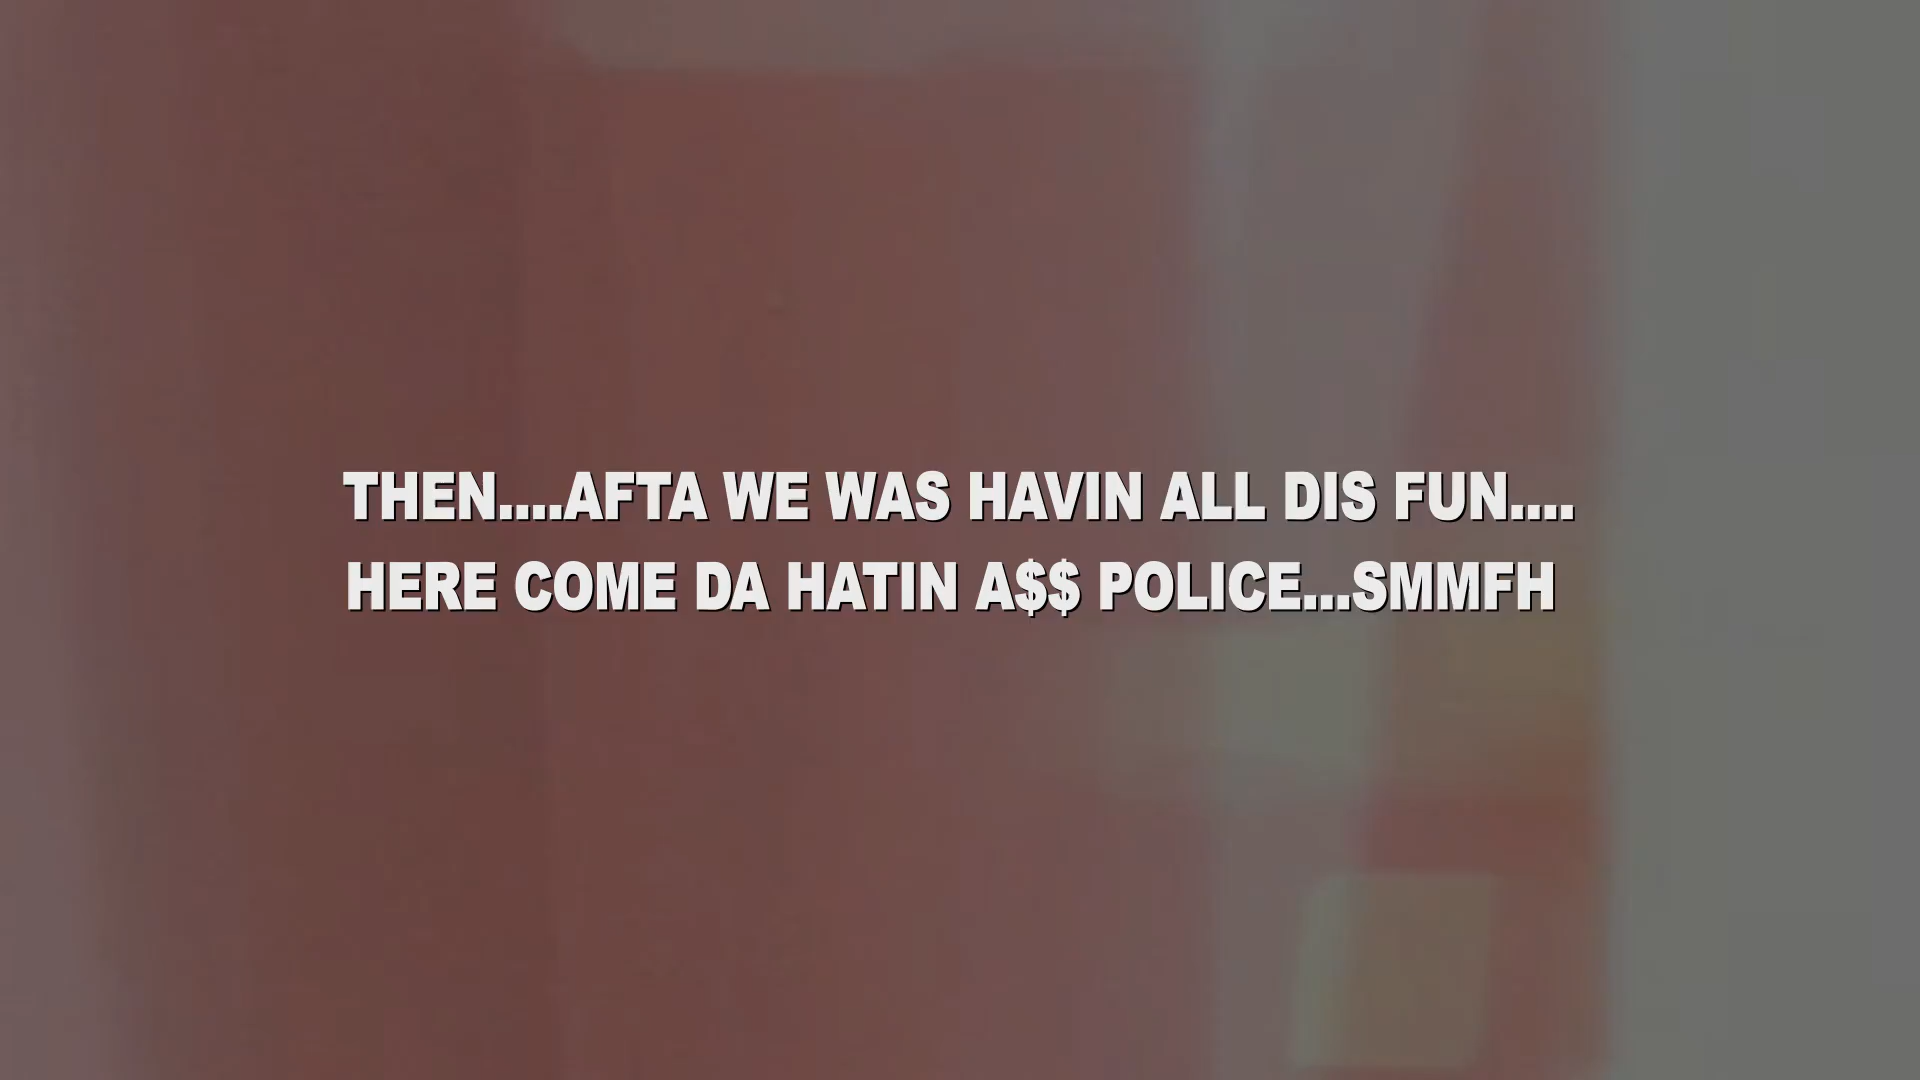 THEN....AFTA WE WAS HAVIN ALL DIS FUN....
HERE COME DA HATIN A$$ POLICE...SMMFH